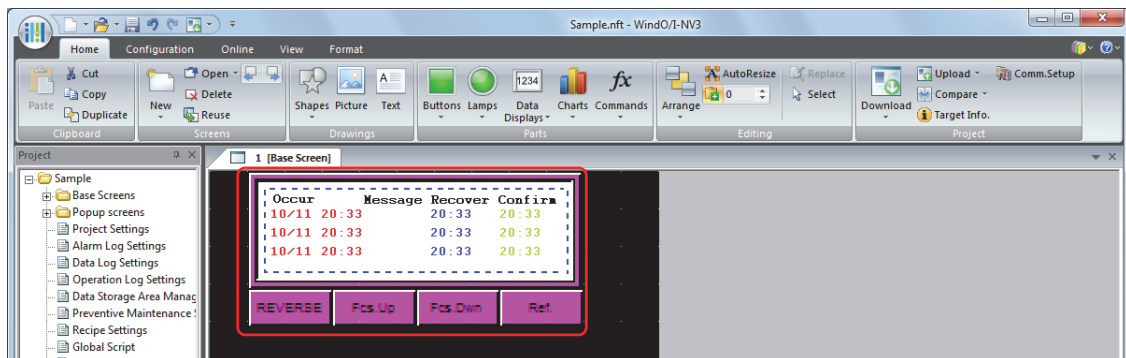 Sample.nft - WindO/I-NV3
Home Configuration Online View Format
Cut
Copy
Duplicate
Paste
Clipboard
New
Open
Delete
Reuse
Screens
Shapes Picture Text
Drawings
Buttons Lamps Data Displays Charts Commands
1234
fx
Parts
Arrange
AutoResize
0
Replace
Select
Editing
Download
Upload
Compare
Target Info.
Comm.Setup
Project
Project
Sample
Base Screens
Popup screens
Project Settings
Alarm Log Settings
Data Log Settings
Operation Log Settings
Data Storage Area Manag
Preventive Maintenance
Recipe Settings
Global Script
1 [Base Screen]
Occur Message Recover Confirm
10/11 20:33 20:33 20:33
10/11 20:33 20:33 20:33
10/11 20:33 20:33 20:33
REVERSE Fcs.Up Fcs.Dwn Ref.